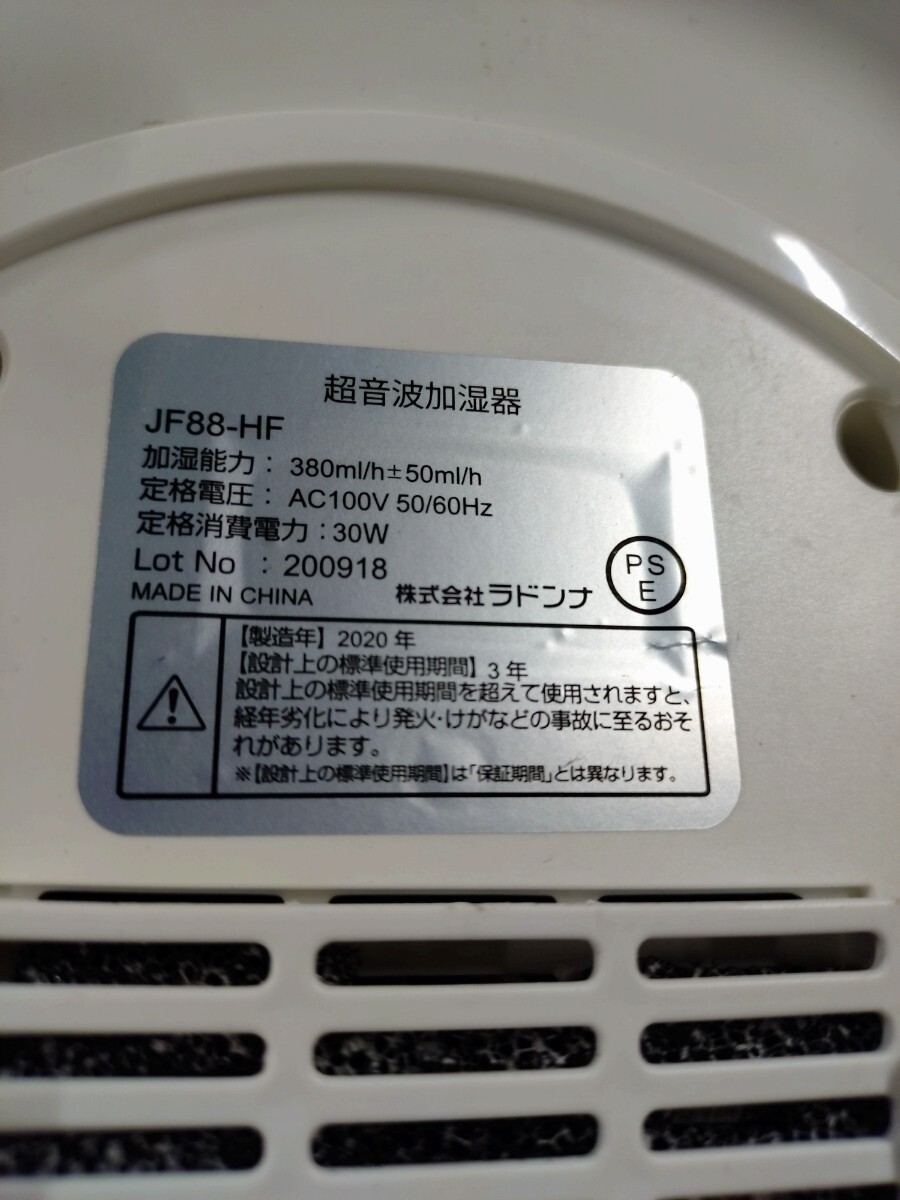 超音波加湿器
JF88-HF
加湿能力： 380ml/h±50ml/h
定格電圧： AC100V 50/60Hz
定格消費電力：30W
Lot No ：200918
MADE IN CHINA 株式会社ラドンナ
PS
E
【製造年】2020年
【設計上の標準使用期間】3年
設計上の標準使用期間を超えて使用されますと、
経年劣化により発火・けがなどの事故に至るおそ
れがあります。
※【設計上の標準使用期間】は「保証期間」とは異なります。